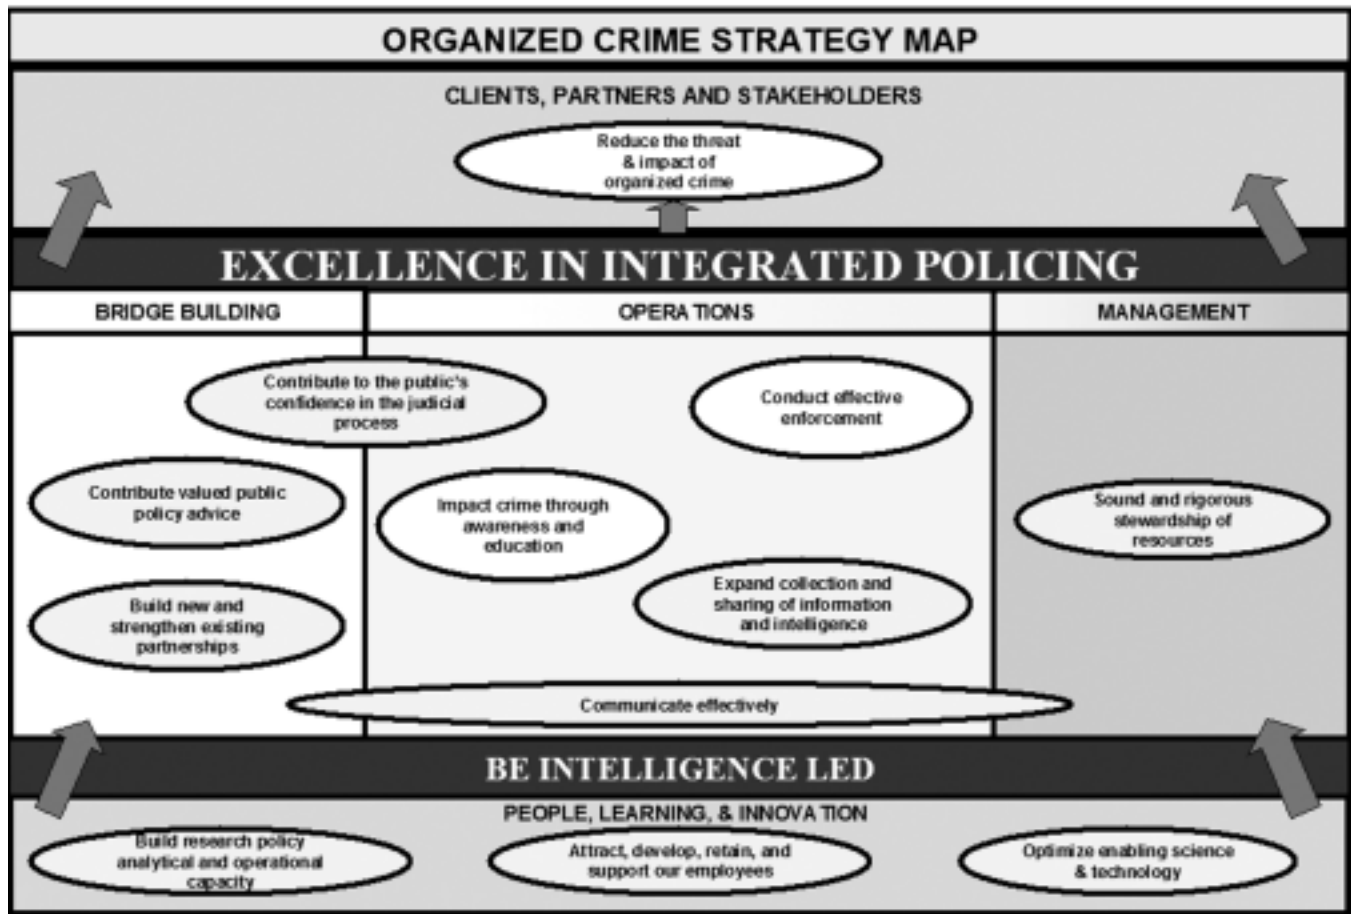 ORGANIZED CRIME STRATEGY MAP
CLIENTS, PARTNERS AND STAKEHOLDERS
Reduce the threat
& impact of
organized crime
EXCELLENCE IN INTEGRATED POLICING
BRIDGE BUILDING
OPERATIONS
MANAGEMENT
Contribute to the public's
confidence in the judicial
process
Conduct effective
enforcement
Contribute valued public
policy advice
Impact crime through
awareness and
education
Sound and rigorous
stewardship of
resources
Build new and
strengthen existing
partnerships
Expand collection and
sharing of information
and intelligence
Communicate effectively
BE INTELLIGENCE LED
PEOPLE, LEARNING, & INNOVATION
Build research policy
analytical and operational
capacity
Attract, develop, retain, and
support our employees
Optimize enabling science
& technology